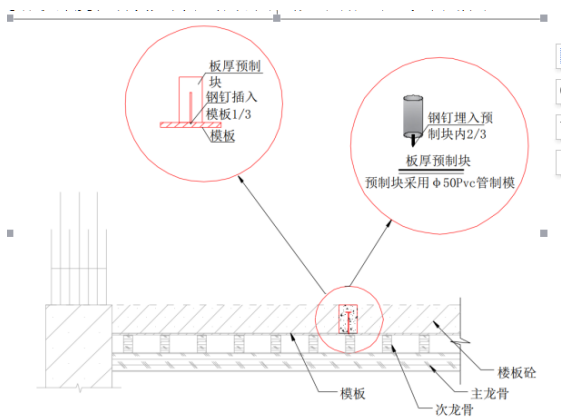 板厚预制
块
钢钉插入
模板1/3
模板
钢钉埋入预
制块内2/3
板厚预制块
预制块采用φ50Pvc管制模
楼板砼
模板
主龙骨
次龙骨